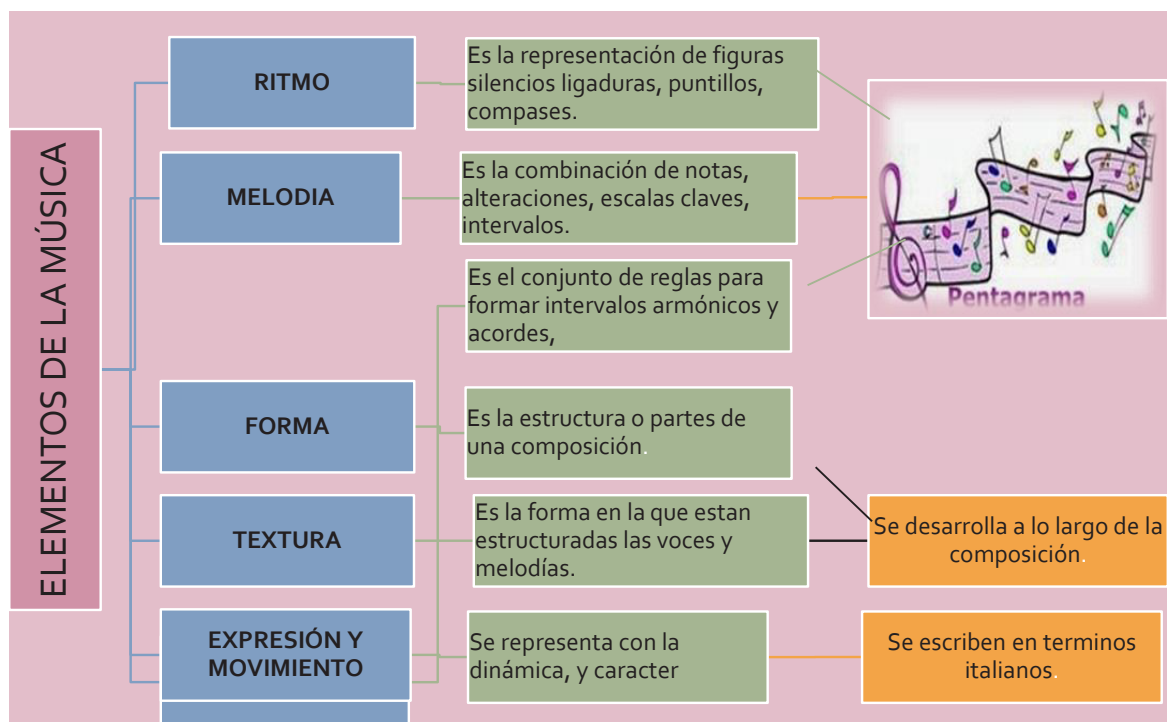 ELEMENTOS DE LA MÚSICA
RITMO
Es la representación de figuras
silencios ligaduras, puntillos,
compases.
MELODIA
Es la combinación de notas,
alteraciones, escalas claves,
intervalos.
Pentagrama
Es el conjunto de reglas para
formar intervalos armónicos y
acordes,
FORMA
Es la estructura o partes de
una composición.
TEXTURA
Es la forma en la que estan
estructuradas las voces y
melodías.
Se desarrolla a lo largo de la
composición.
EXPRESIÓN Y
MOVIMIENTO
Se representa con la
dinámica, y caracter
Se escriben en terminos
italianos.